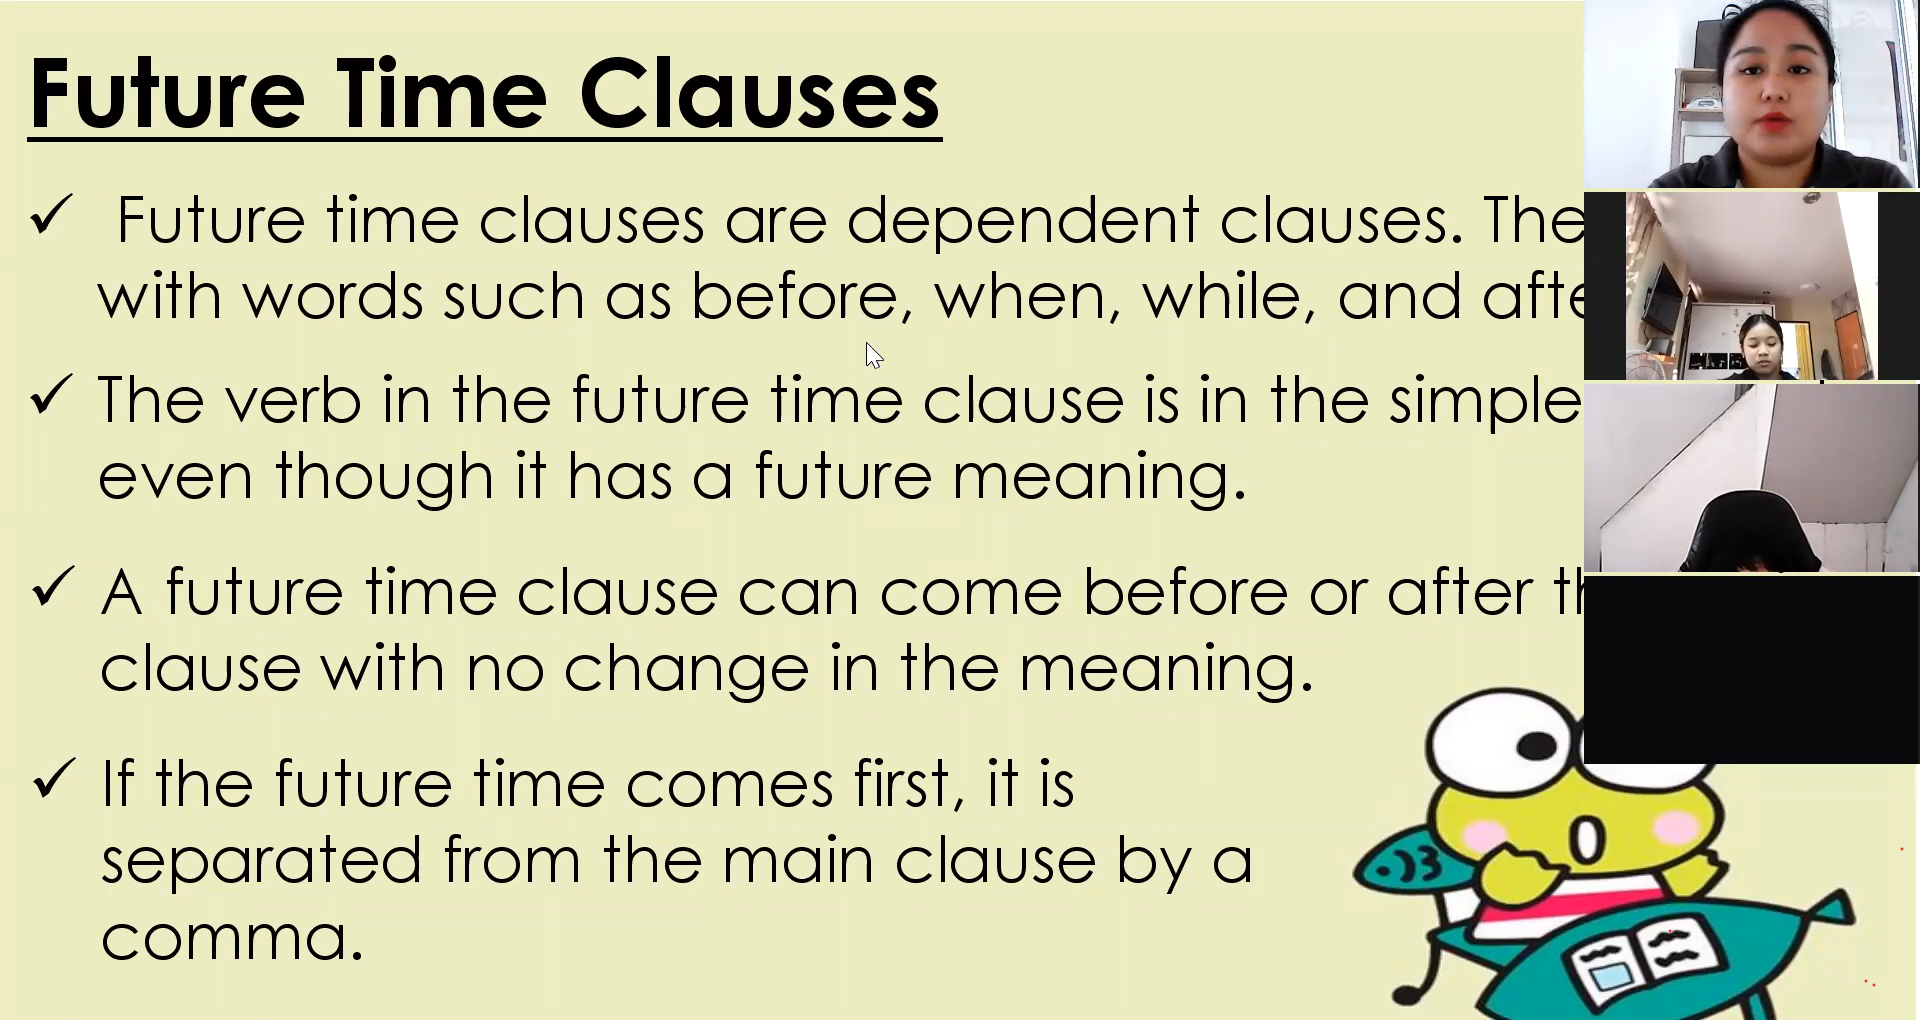 Future Time Clauses
✓ Future time clauses are dependent clauses. The
with words such as before, when, while, and afte
✓ The verb in the future time clause is in the simple
even though it has a future meaning.
✓ A future time clause can come before or after th
clause with no change in the meaning.
✓ If the future time comes first, it is
separated from the main clause by a
comma.